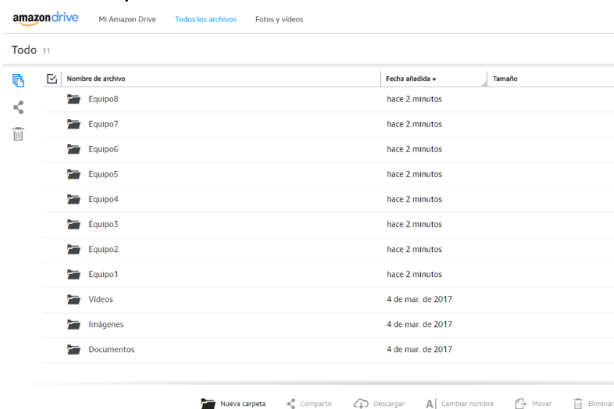 amazondrive Mi Amazon Drive Todos los archivos Fotos y vídeos
Todo 11
Nombre de archivo Fecha añadida Tamaño
Equipo8 hace 2 minutos
Equipo7 hace 2 minutos
Equipo6 hace 2 minutos
Equipo5 hace 2 minutos
Equipo4 hace 2 minutos
Equipo3 hace 2 minutos
Equipo2 hace 2 minutos
Equipo1 hace 2 minutos
Vídeos 4 de mar. de 2017
Imágenes 4 de mar. de 2017
Documentos 4 de mar. de 2017
Nueva carpeta Compartir Descargar A Cambiar nombre Mover Eliminar